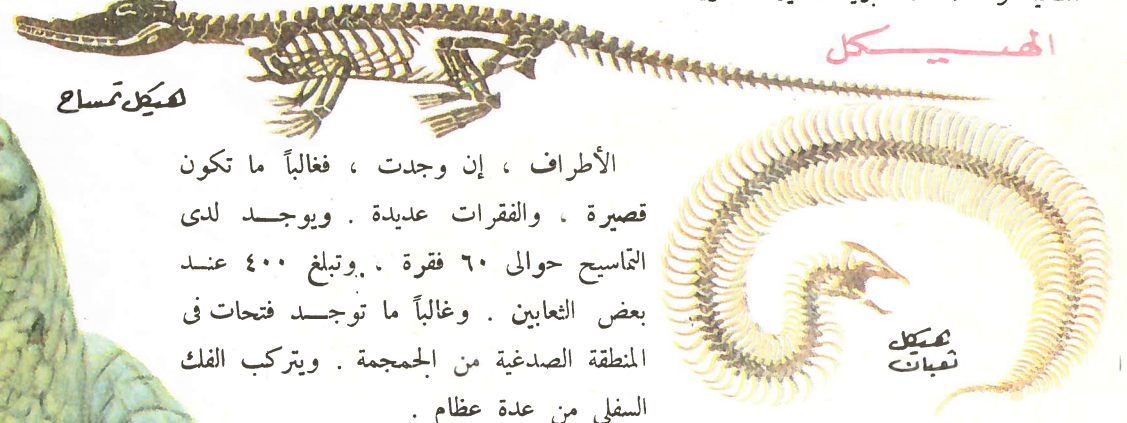 الهيكل
هيكل تمساح
الأطراف ، إن وجدت ، فغالباً ما تكون
قصيرة ، والفقرات عديدة . ويوجد لدى
التماسيح حوالى ٦٠ فقرة ، وتبلغ ٤٠٠ عند
بعض الثعابين . وغالباً ما توجد فتحات فى
المنطقة الصدغية من الجمجمة . ويتركب الفك
السفلى من عدة عظام .
هيكل
ثعبان